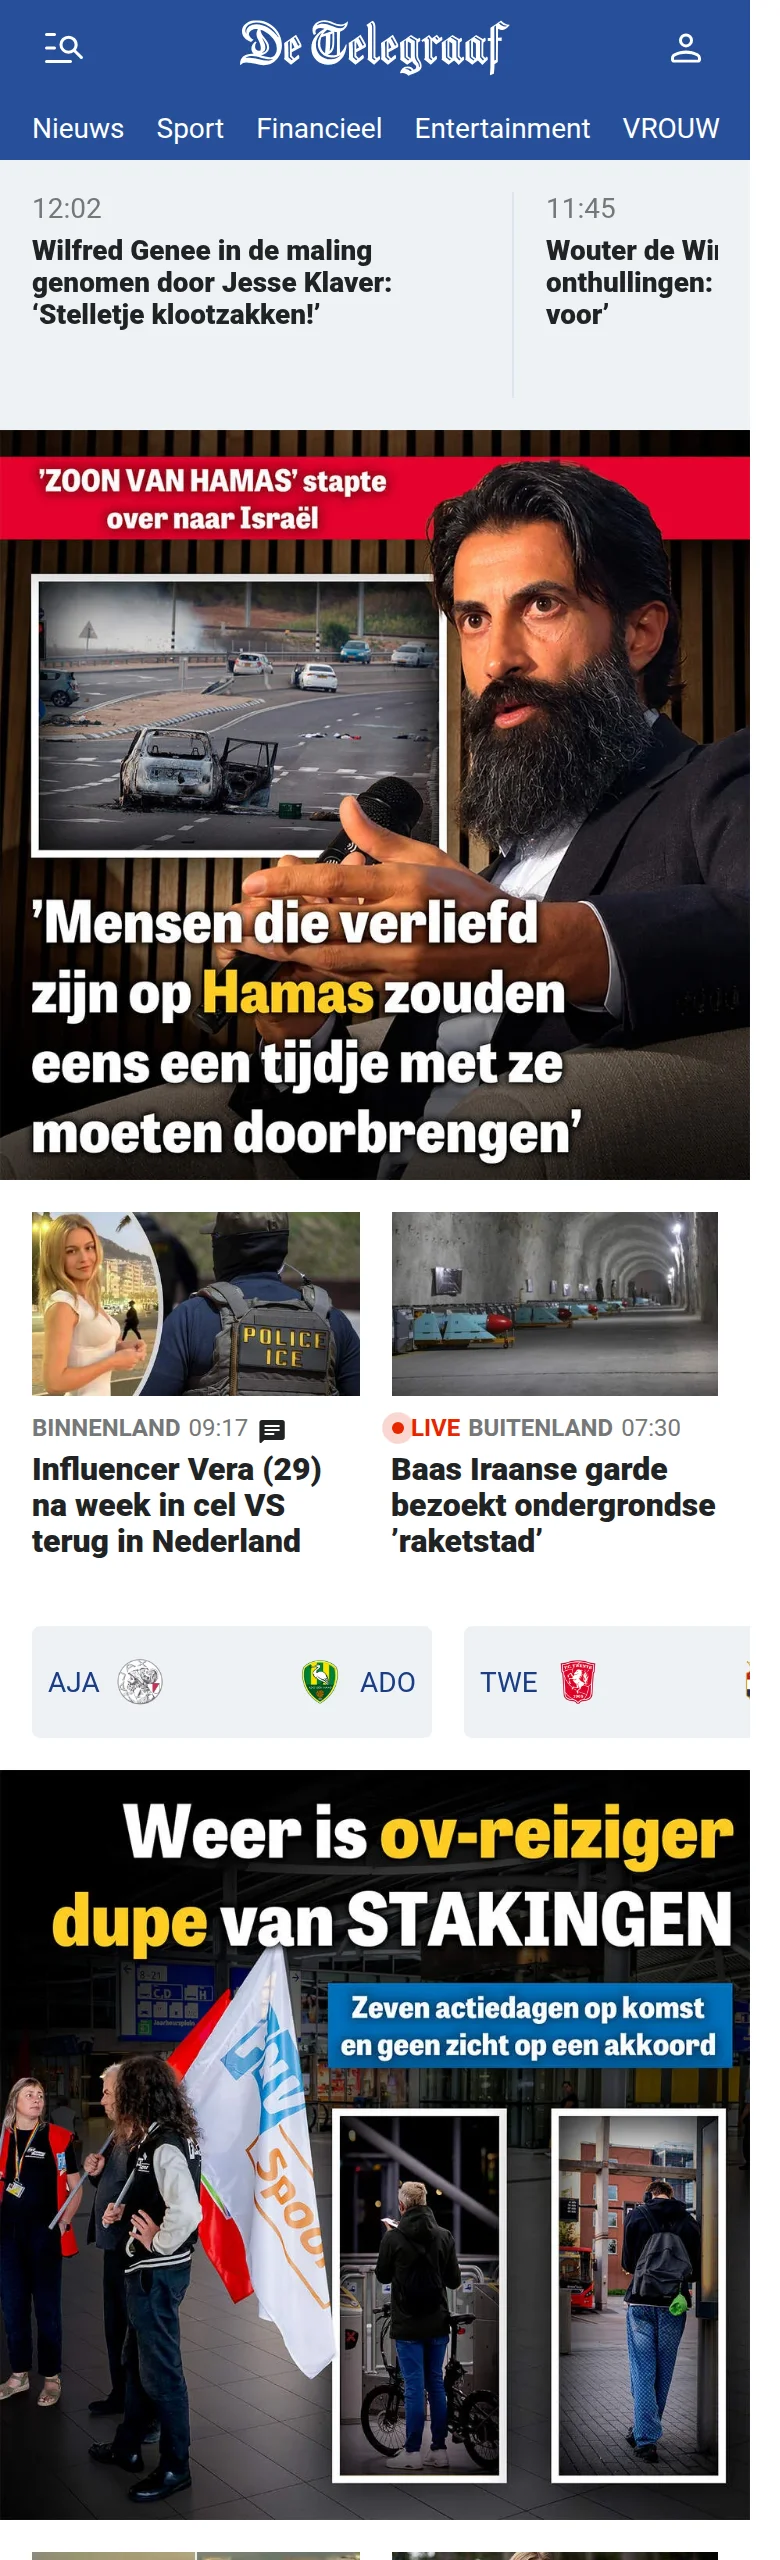 De Telegraaf
Nieuws Sport Financieel Entertainment VROUW
12:02
Wilfred Genee in de maling
genomen door Jesse Klaver:
‘Stelletje klootzakken!’
11:45
Wouter de
onthullingen:
voor’
’ZOON VAN HAMAS’ stapte
over naar Israël
’Mensen die verliefd
zijn op Hamas zouden
eens een tijdje met ze
moeten doorbrengen’
POLICE
ICE
BINNENLAND 09:17
Influencer Vera (29)
na week in cel VS
terug in Nederland
LIVE BUITENLAND 07:30
Baas Iraanse garde
bezoekt ondergrondse
’raketstad’
AJA ADO
TWE
Weer is ov-reiziger
dupe van STAKINGEN
Zeven actiedagen op komst
en geen zicht op een akkoord
FNV
Spoor